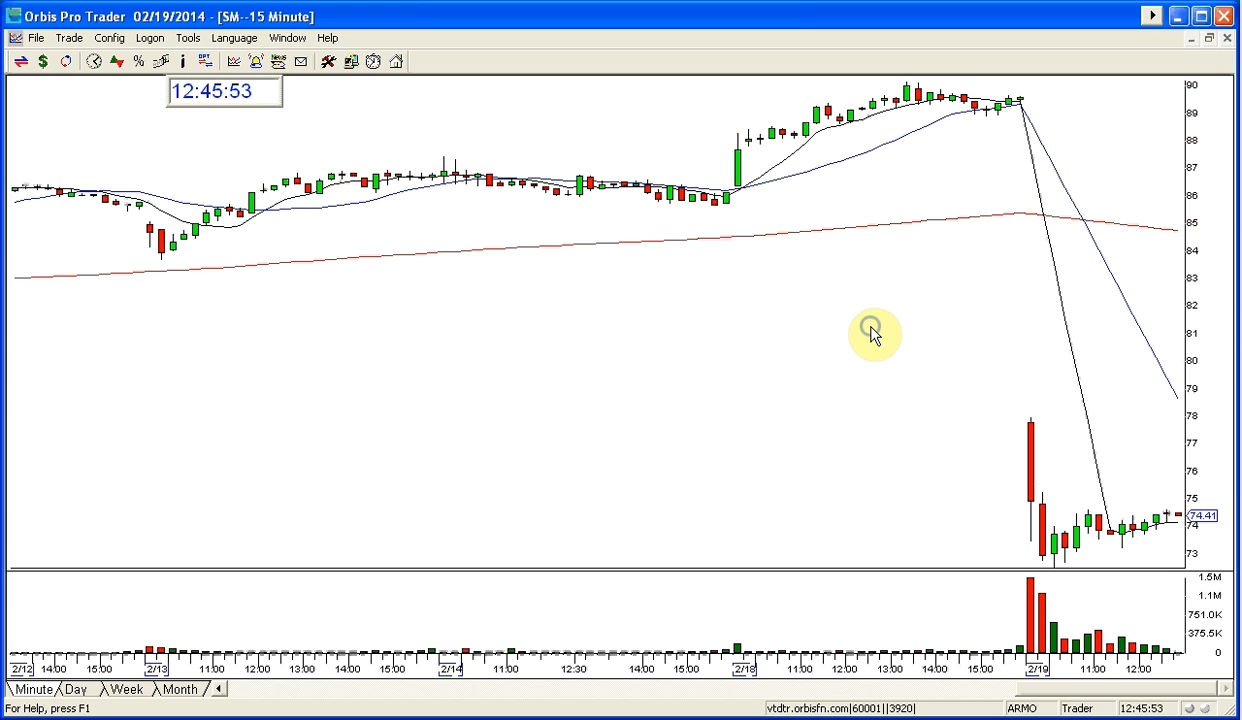 Orbis Pro Trader 02/19/2014 - [SM--15 Minute]
File Trade Config Logon Tools Language Window Help
$ % i OPT NEWS
12:45:53
90
89
88
87
86
85
84
83
82
81
80
79
78
77
76
75
74.41
74
73
1.5M
1.1M
751.0K
375.5K
0
2/12 14:00 15:00 2/13 11:00 12:00 13:00 14:00 15:00 2/14 11:00 12:30 14:00 15:00 2/18 11:00 12:00 13:00 14:00 15:00 2/19 11:00 12:00
Minute Day Week Month
For Help, press F1 vtdtr.orbisfn.com|60001||3920| ARMO Trader 12:45:53